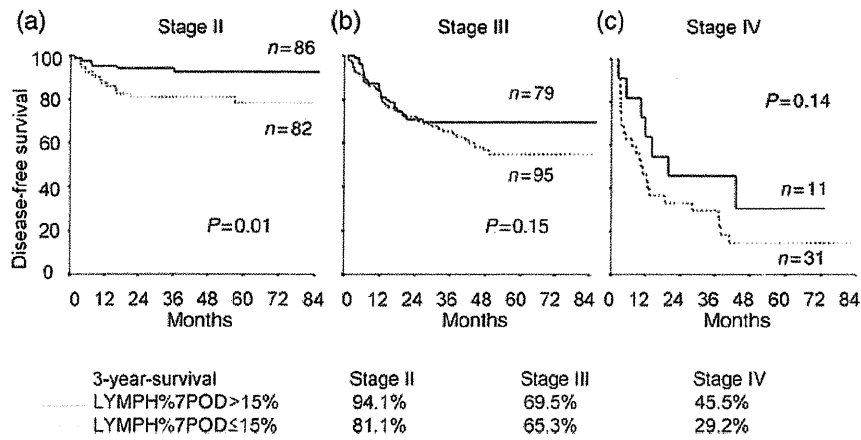 (a) Stage II (b) Stage III (c) Stage IV
100
80
60
40
20
0
Disease-free survival
n=86
n=82
P=0.01
n=79
n=95
P=0.15
P=0.14
n=11
n=31
0 12 24 36 48 60 72 84
0 12 24 36 48 60 72 84
0 12 24 36 48 60 72 84
Months Months Months
3-year-survival Stage II Stage III Stage IV
LYMPH%7POD>15% 94.1% 69.5% 45.5%
LYMPH%7POD≤15% 81.1% 65.3% 29.2%